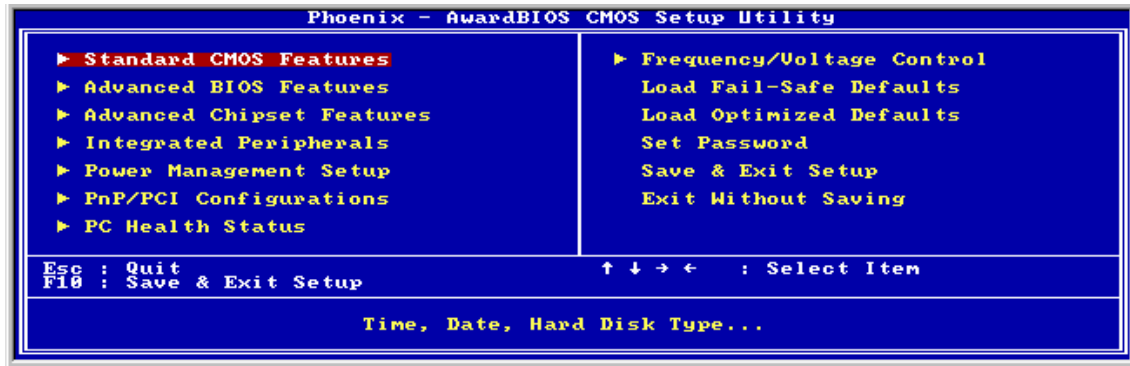 Phoenix - AwardBIOS CMOS Setup Utility
► Standard CMOS Features
► Advanced BIOS Features
► Advanced Chipset Features
► Integrated Peripherals
► Power Management Setup
► PnP/PCI Configurations
► PC Health Status
► Frequency/Voltage Control
Load Fail-Safe Defaults
Load Optimized Defaults
Set Password
Save & Exit Setup
Exit Without Saving
Esc : Quit
F10 : Save & Exit Setup
↑ ↓ → ← : Select Item
Time, Date, Hard Disk Type...